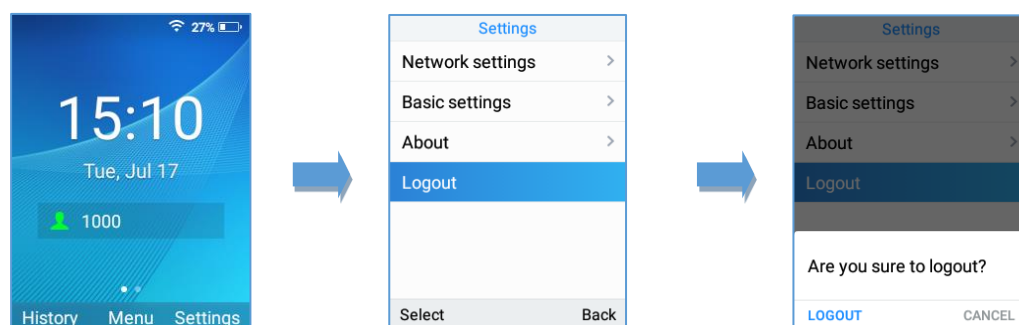 27%
15:10
Tue, Jul 17
1000
History Menu Settings
Settings
Network settings
Basic settings
About
Logout
Select Back
Settings
Network settings
Basic settings
About
Logout
Are you sure to logout?
LOGOUT CANCEL